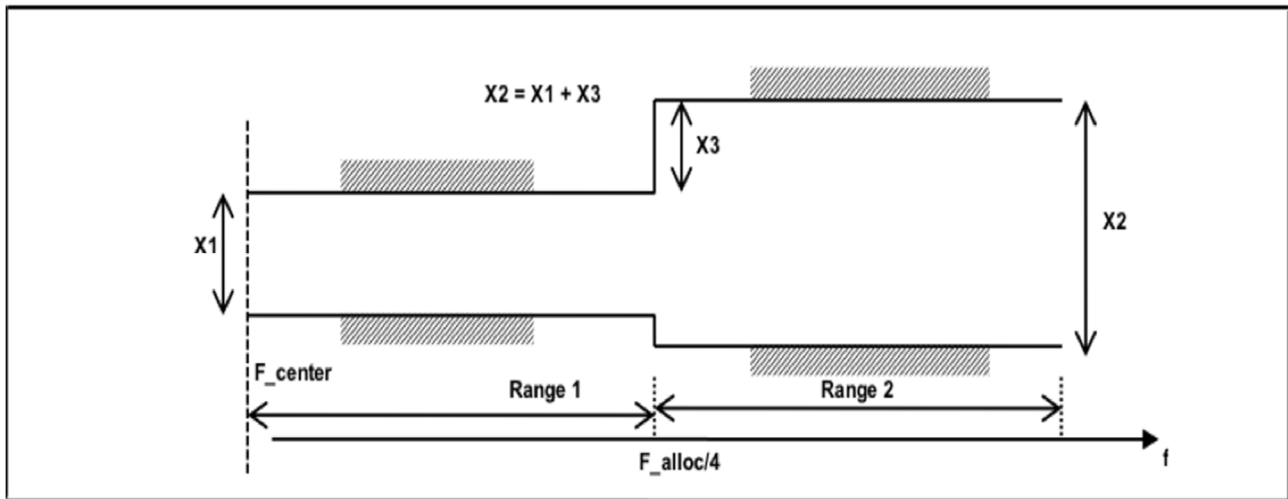 X2 = X1 + X3
X3
X1
X2
F_center
Range 1
Range 2
F_alloc/4
f